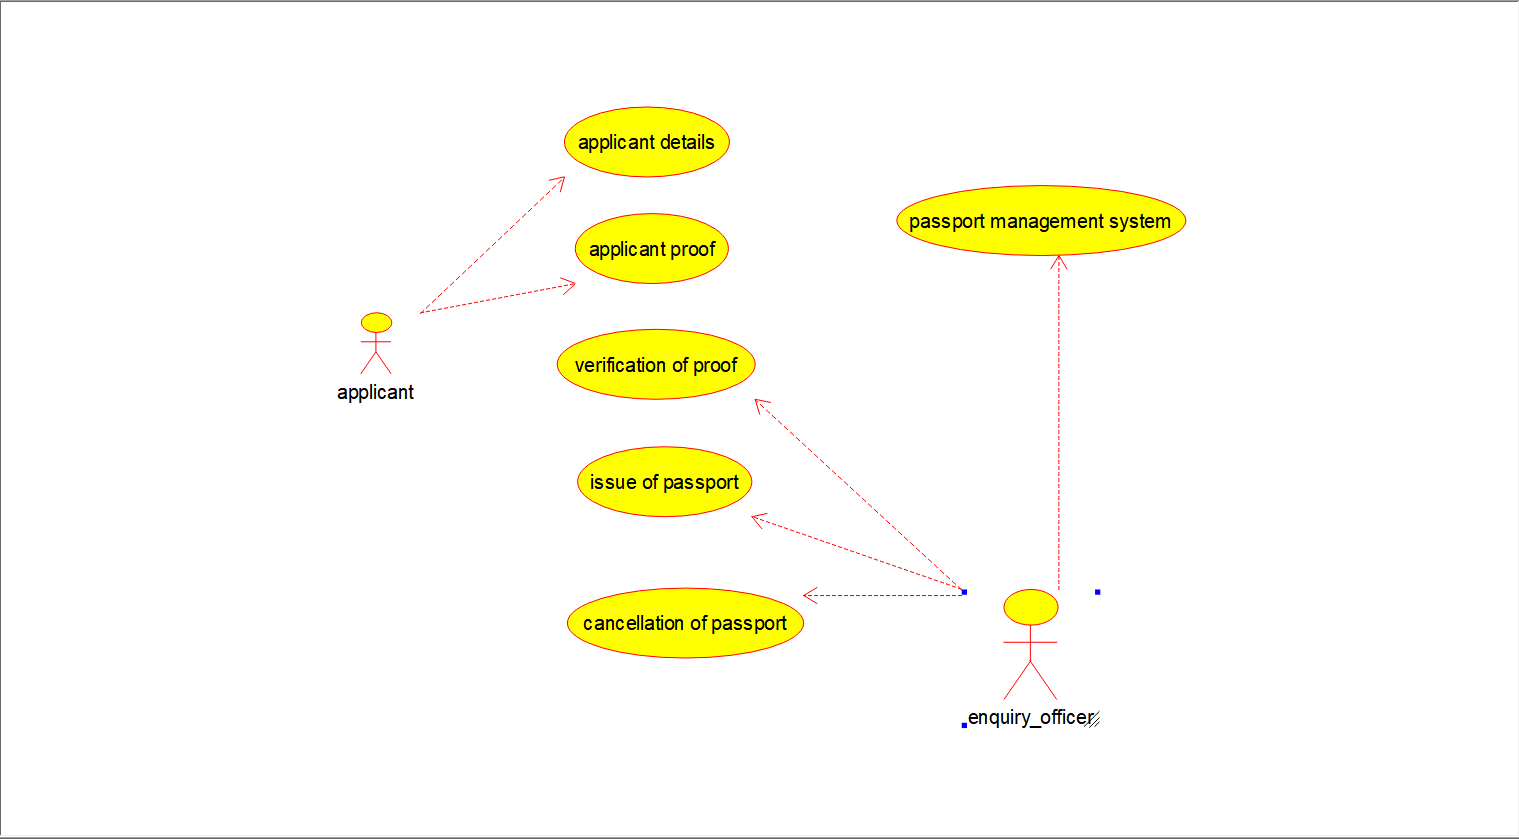 applicant details
passport management system
applicant proof
verification of proof
applicant
issue of passport
cancellation of passport
enquiry_officer